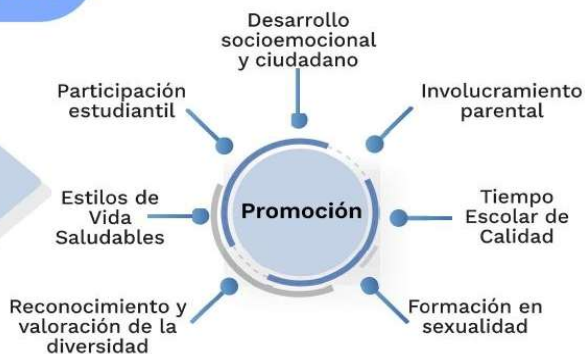 Desarrollo
socioemocional
y ciudadano
Participación
estudiantil
Involucramiento
parental
Estilos de
Vida
Saludables
Promoción
Tiempo
Escolar de
Calidad
Reconocimiento y
valoración de la
diversidad
Formación en
sexualidad